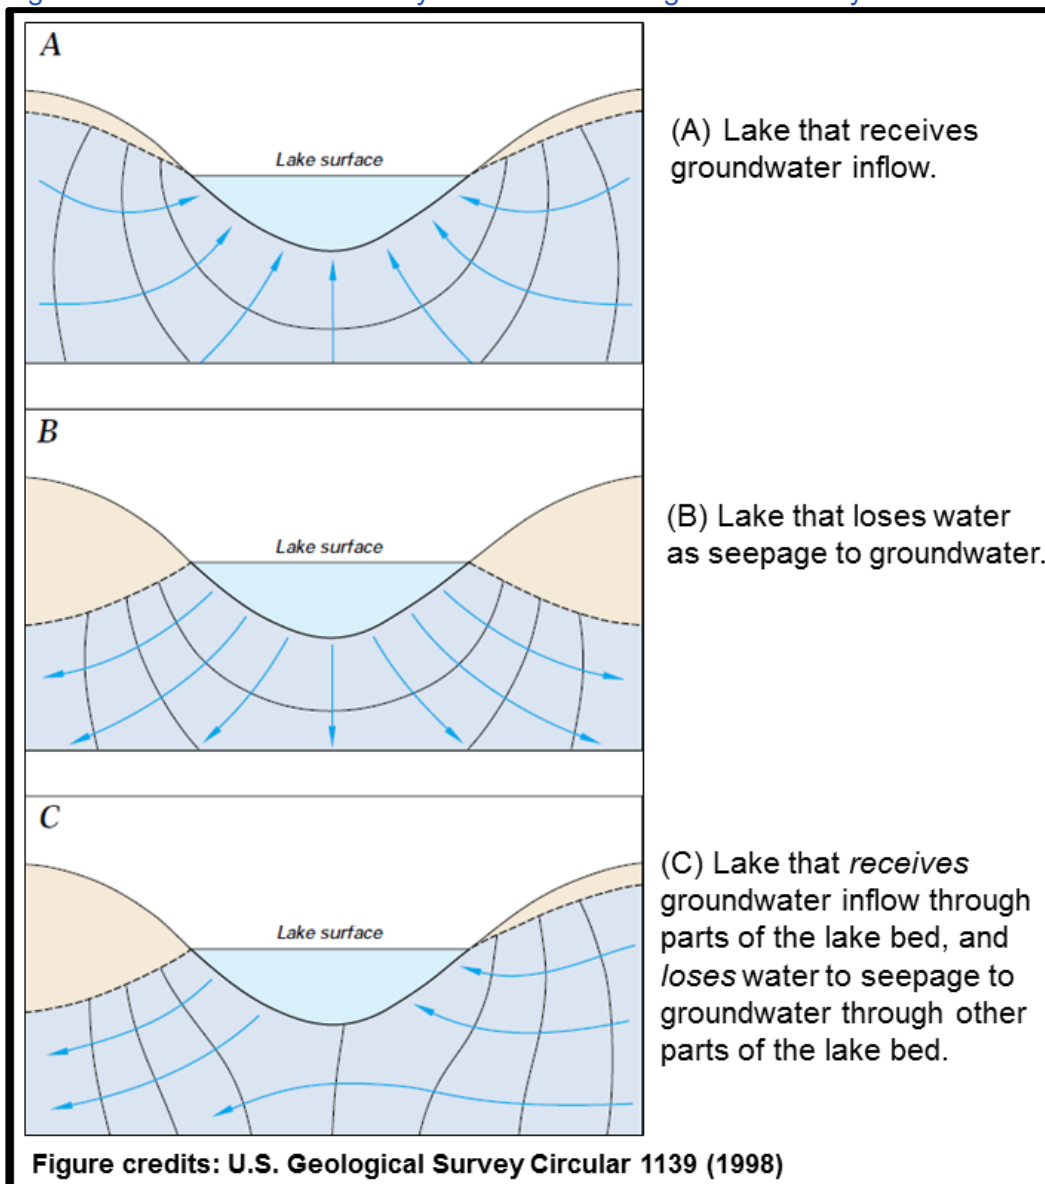 A
Lake surface
(A) Lake that receives
groundwater inflow.
B
Lake surface
(B) Lake that loses water
as seepage to groundwater.
C
Lake surface
(C) Lake that receives
groundwater inflow through
parts of the lake bed, and
loses water to seepage to
groundwater through other
parts of the lake bed.
Figure credits: U.S. Geological Survey Circular 1139 (1998)